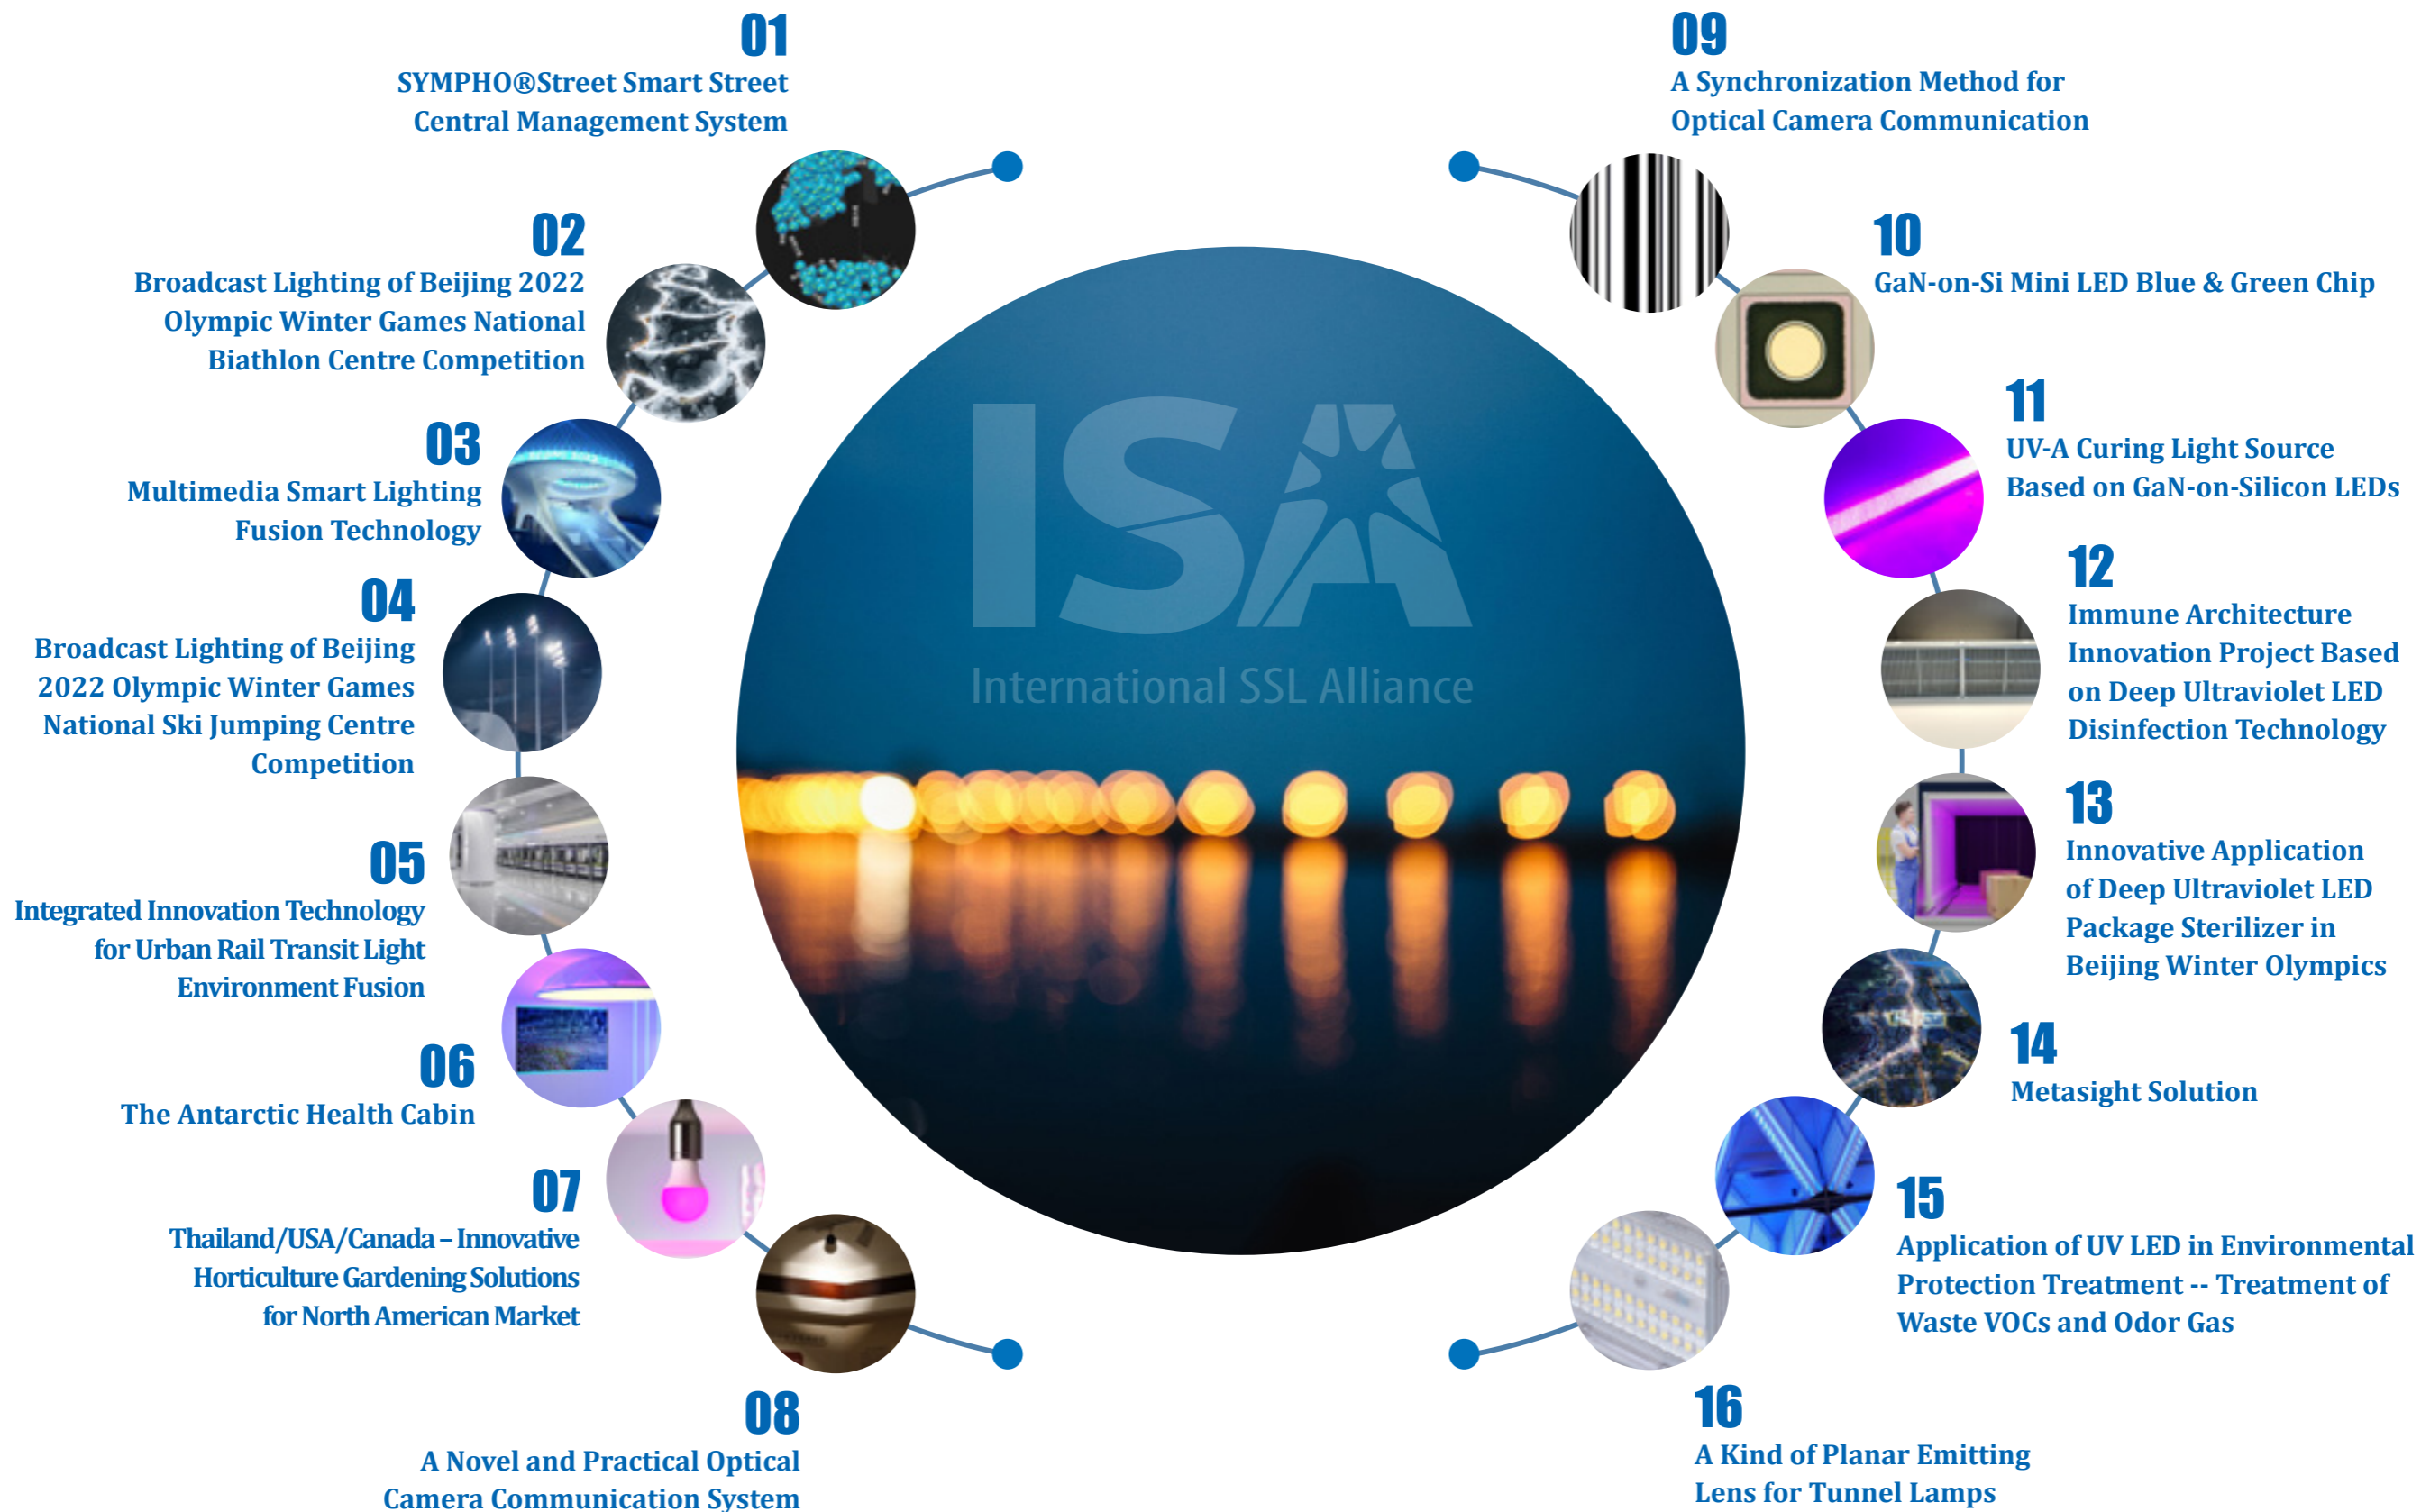 01
SYMPHO®Street Smart Street
Central Management System
02
Broadcast Lighting of Beijing 2022
Olympic Winter Games National
Biathlon Centre Competition
03
Multimedia Smart Lighting
Fusion Technology
04
Broadcast Lighting of Beijing
2022 Olympic Winter Games
National Ski Jumping Centre
Competition
05
Integrated Innovation Technology
for Urban Rail Transit Light
Environment Fusion
06
The Antarctic Health Cabin
07
Thailand/USA/Canada – Innovative
Horticulture Gardening Solutions
for North American Market
08
A Novel and Practical Optical
Camera Communication System
ISA
International SSL Alliance
09
A Synchronization Method for
Optical Camera Communication
10
GaN-on-Si Mini LED Blue & Green Chip
11
UV-A Curing Light Source
Based on GaN-on-Silicon LEDs
12
Immune Architecture
Innovation Project Based
on Deep Ultraviolet LED
Disinfection Technology
13
Innovative Application
of Deep Ultraviolet LED
Package Sterilizer in
Beijing Winter Olympics
14
Metasight Solution
15
Application of UV LED in Environmental
Protection Treatment -- Treatment of
Waste VOCs and Odor Gas
16
A Kind of Planar Emitting
Lens for Tunnel Lamps